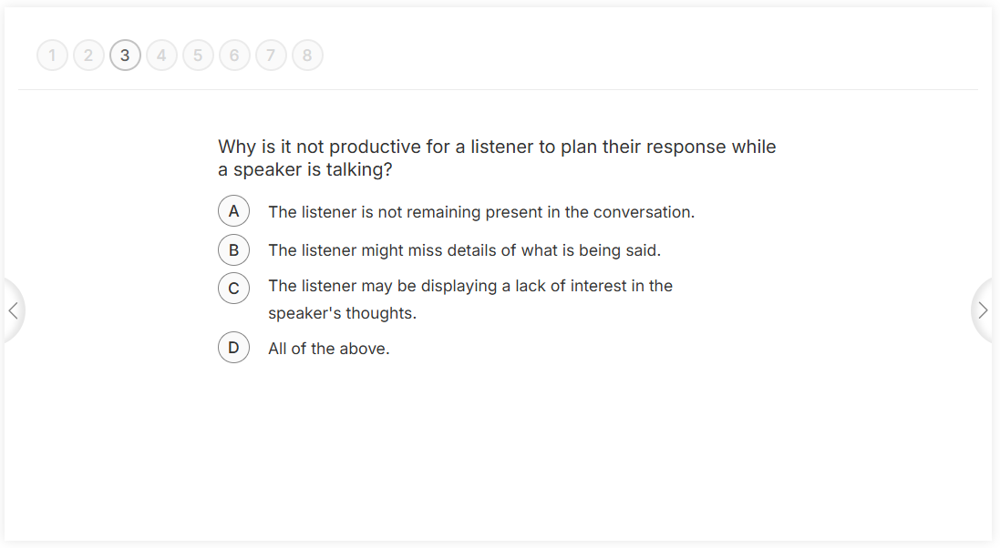 1 2 3 4 5 6 7 8
Why is it not productive for a listener to plan their response while
a speaker is talking?
A The listener is not remaining present in the conversation.
B The listener might miss details of what is being said.
C The listener may be displaying a lack of interest in the
speaker's thoughts.
D All of the above.